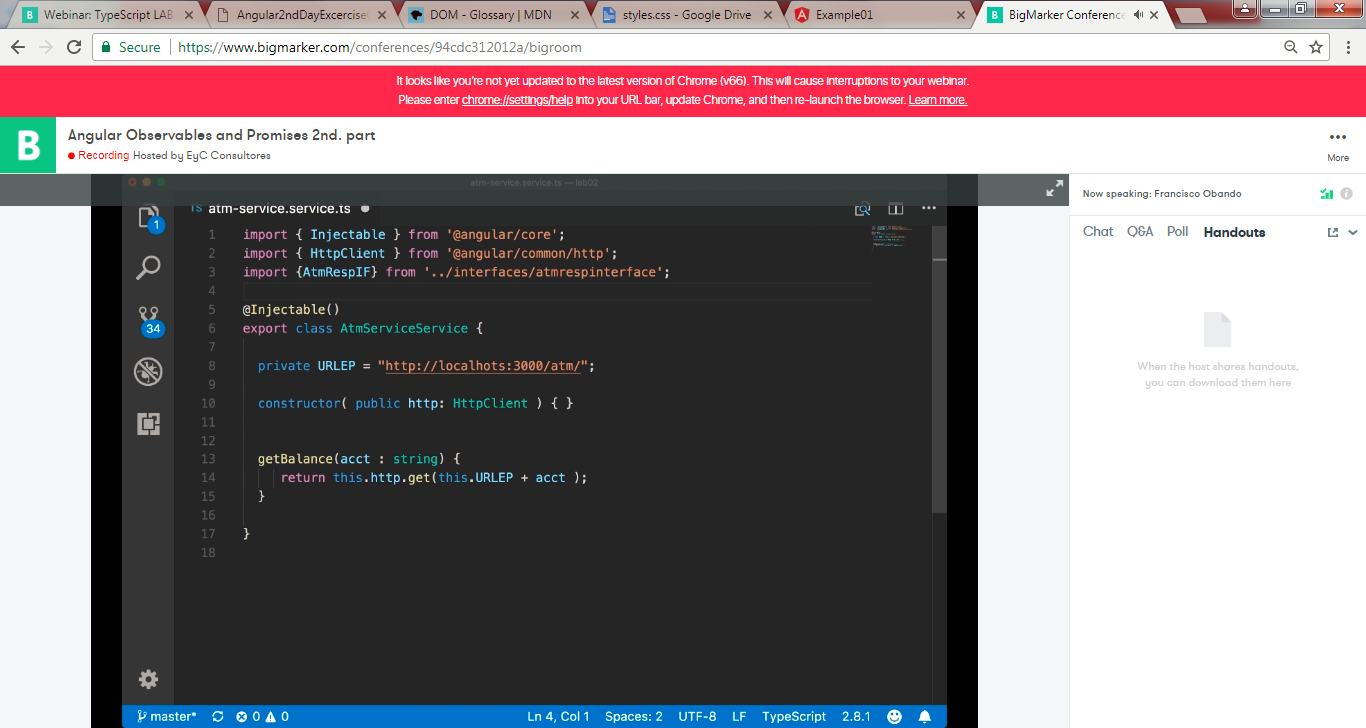 Webinar: TypeScript LAB
Angular2ndDayExcercise
DOM - Glossary | MDN
styles.css - Google Drive
Example01
BigMarker Conference
Secure
https://www.bigmarker.com/conferences/94cdc312012a/bigroom
It looks like you're not yet updated to the latest version of Chrome (v66). This will cause interruptions to your webinar.
Please enter chrome://settings/help into your URL bar, update Chrome, and then re-launch the browser. Learn more.
B
Angular Observables and Promises 2nd. part
Recording Hosted by EyC Consultores
More
atm-service.service.ts — lab02
Now speaking: Francisco Obando
TS atm-service.service.ts
Chat Q&A Poll Handouts
1
34
1 import { Injectable } from '@angular/core';
2 import { HttpClient } from '@angular/common/http';
3 import {AtmRespIF} from '../interfaces/atmrespinterface';
4
5 @Injectable()
6 export class AtmServiceService {
7
8 private URLEP = "http://localhots:3000/atm/";
9
10 constructor( public http: HttpClient ) { }
11
12
13 getBalance(acct : string) {
14 return this.http.get(this.URLEP + acct );
15 }
16
17 }
18
When the host shares handouts,
you can download them here
master* 0 0 Ln 4, Col 1 Spaces: 2 UTF-8 LF TypeScript 2.8.1